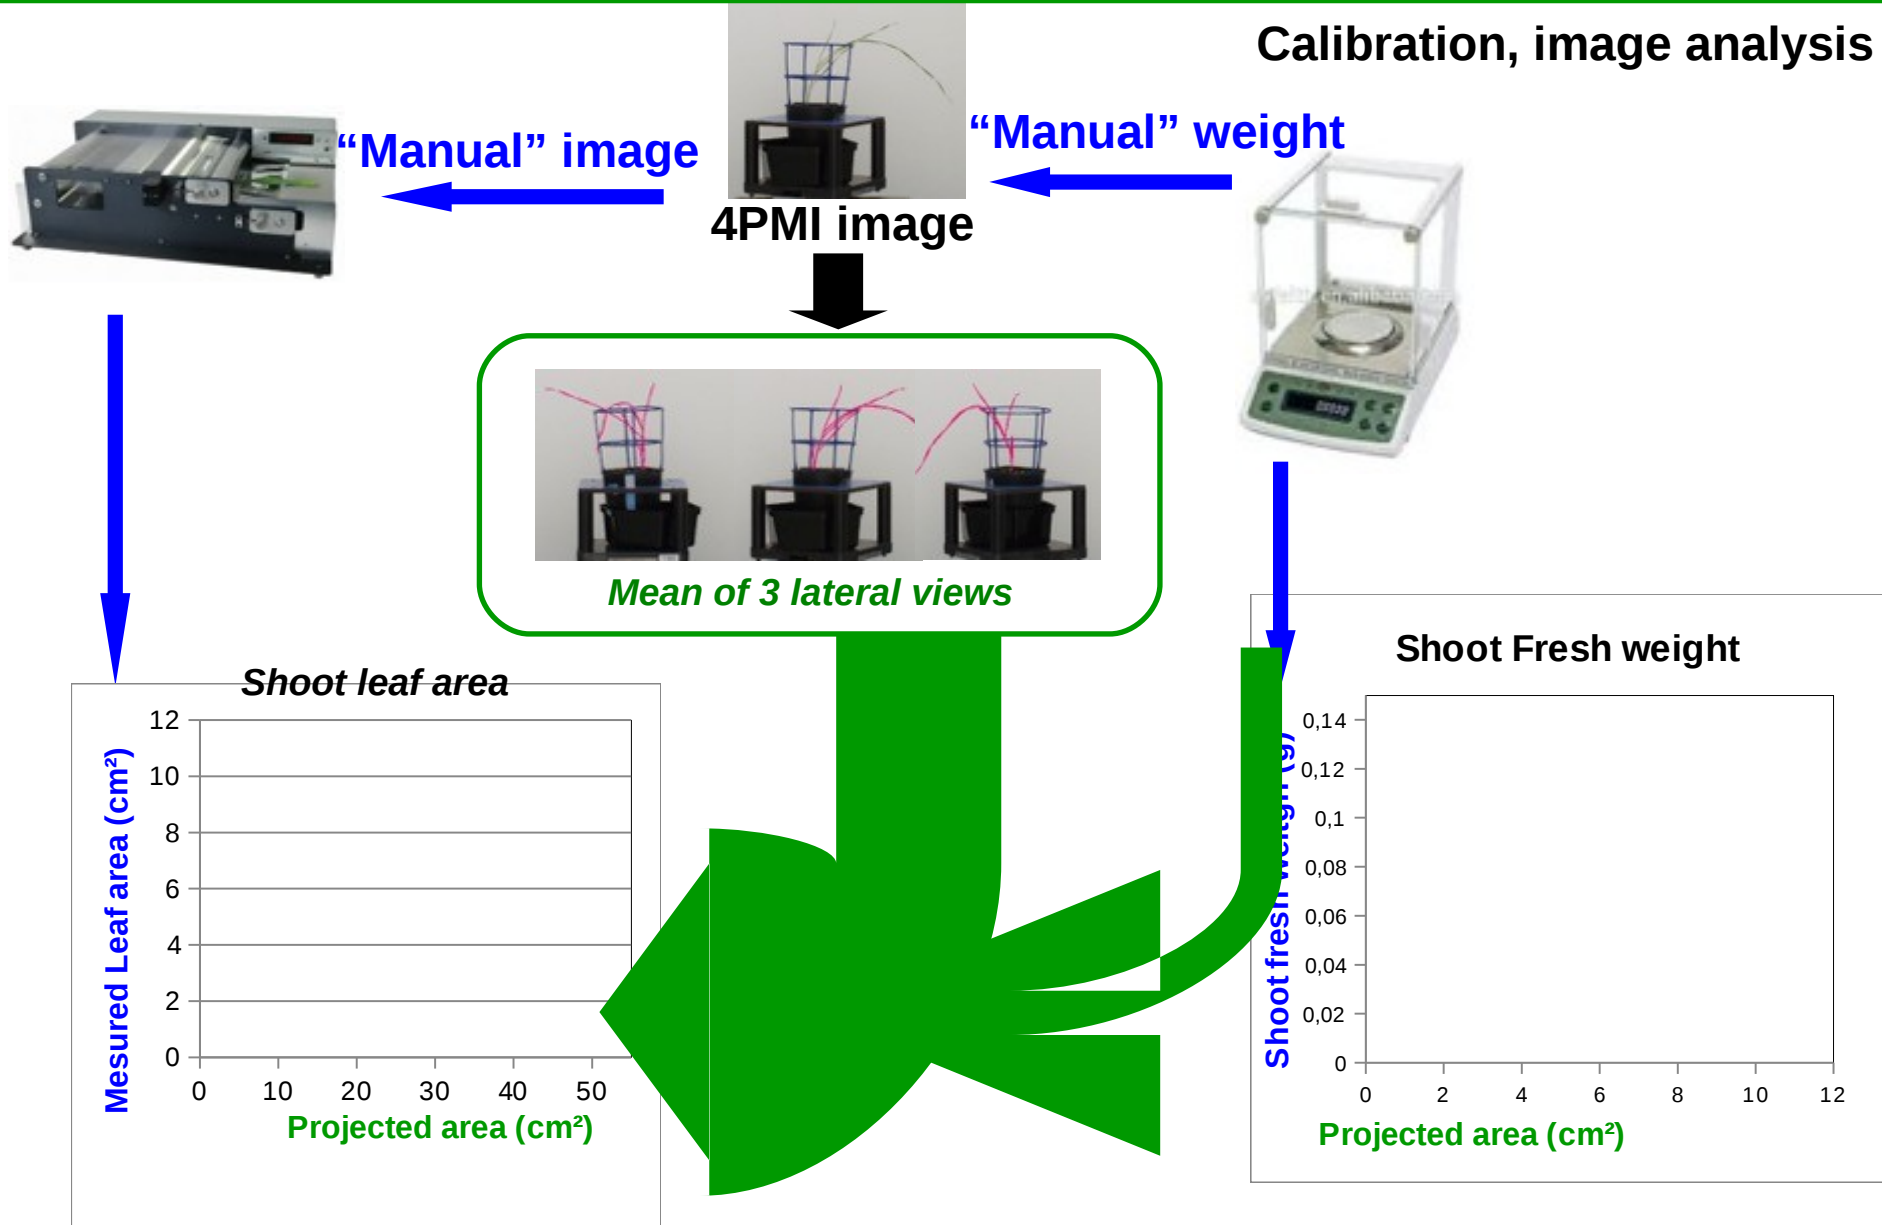 Calibration, image analysis
“Manual” image
“Manual” weight
4PMI image
Mean of 3 lateral views
Shoot leaf area
12
10
8
6
4
2
0
0 10 20 30 40 50
Mesured Leaf area (cm²)
Projected area (cm²)
Shoot Fresh weight
0,14
0,12
0,1
0,08
0,06
0,04
0,02
0
0 2 4 6 8 10 12
Shoot fresh (g)
Projected area (cm²)